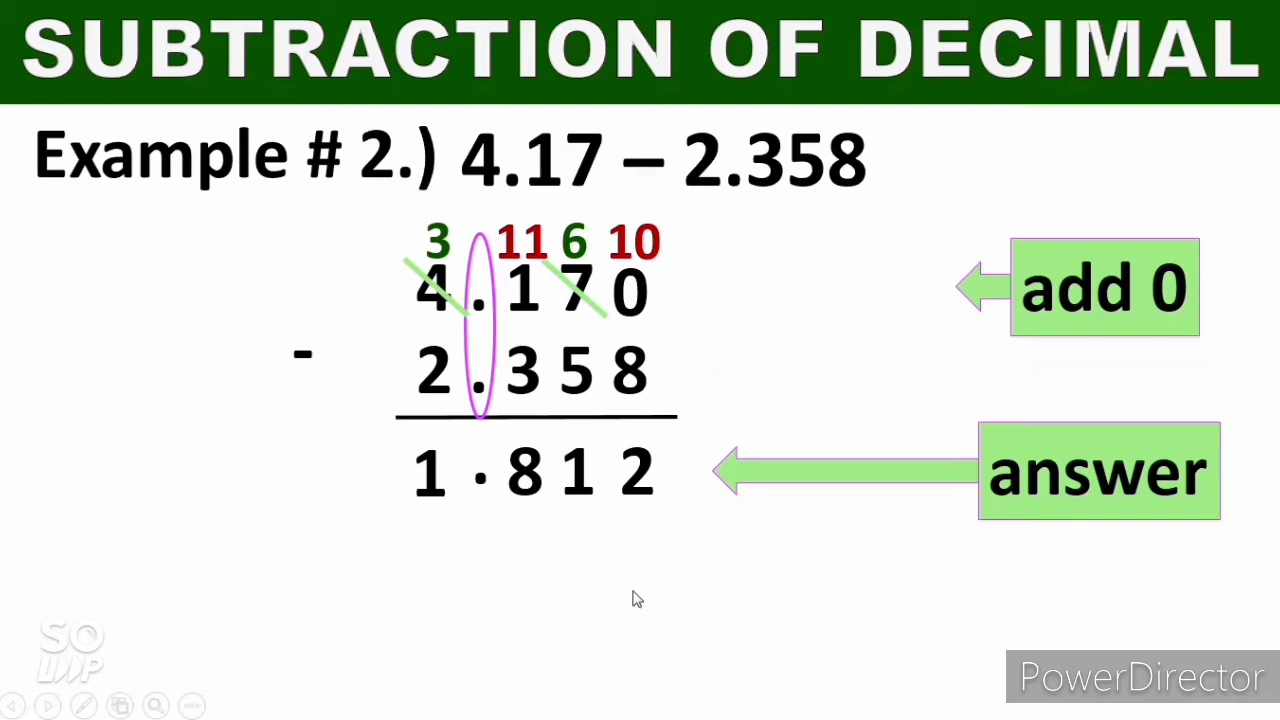 SUBTRACTION OF DECIMAL
Example # 2.) 4.17 – 2.358
3 11 6 10
4 . 1 7 0
add 0
- 2 . 3 5 8
1 . 8 1 2
answer
SO
PowerDirector